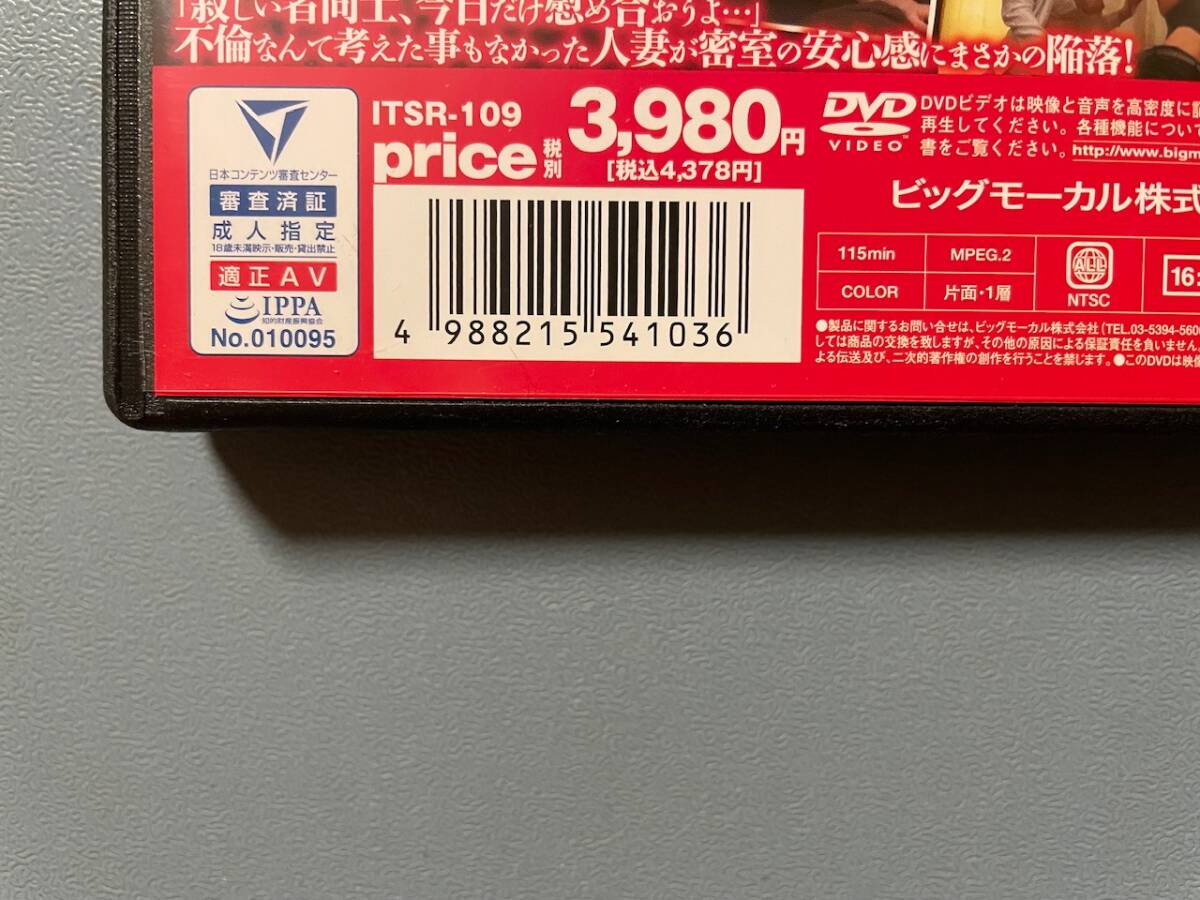 「寂しい者同士、今日だけ慰め合おうよ…」
不倫なんて考えた事もなかった人妻が密室の安心感にまさかの陥落!
日本コンテンツ審査センター
審査済証
成人指定
18歳未満映示・販売・貸出禁止
適正AV
IPPA
知的財産振興協会
No.010095
ITSR-109
price 税別 3,980円
[税込4,378円]
4 988215 541036
DVD
VIDEO
DVDビデオは映像と音声を高密度に
再生してください。各種機能につい
書をご覧ください。http://www.bigm
ビッグモーカル株式
115min
MPEG.2
COLOR
片面・1層
ALL
NTSC
16:
●製品に関するお問い合せは、ビッグモーカル株式会社(TEL.03-5394-560
しては商品の交換を致しますが、その他の原因による保証責任を負いません。
よる伝送及び、二次的著作権の創作を行うことを禁じます。●このDVDは映像